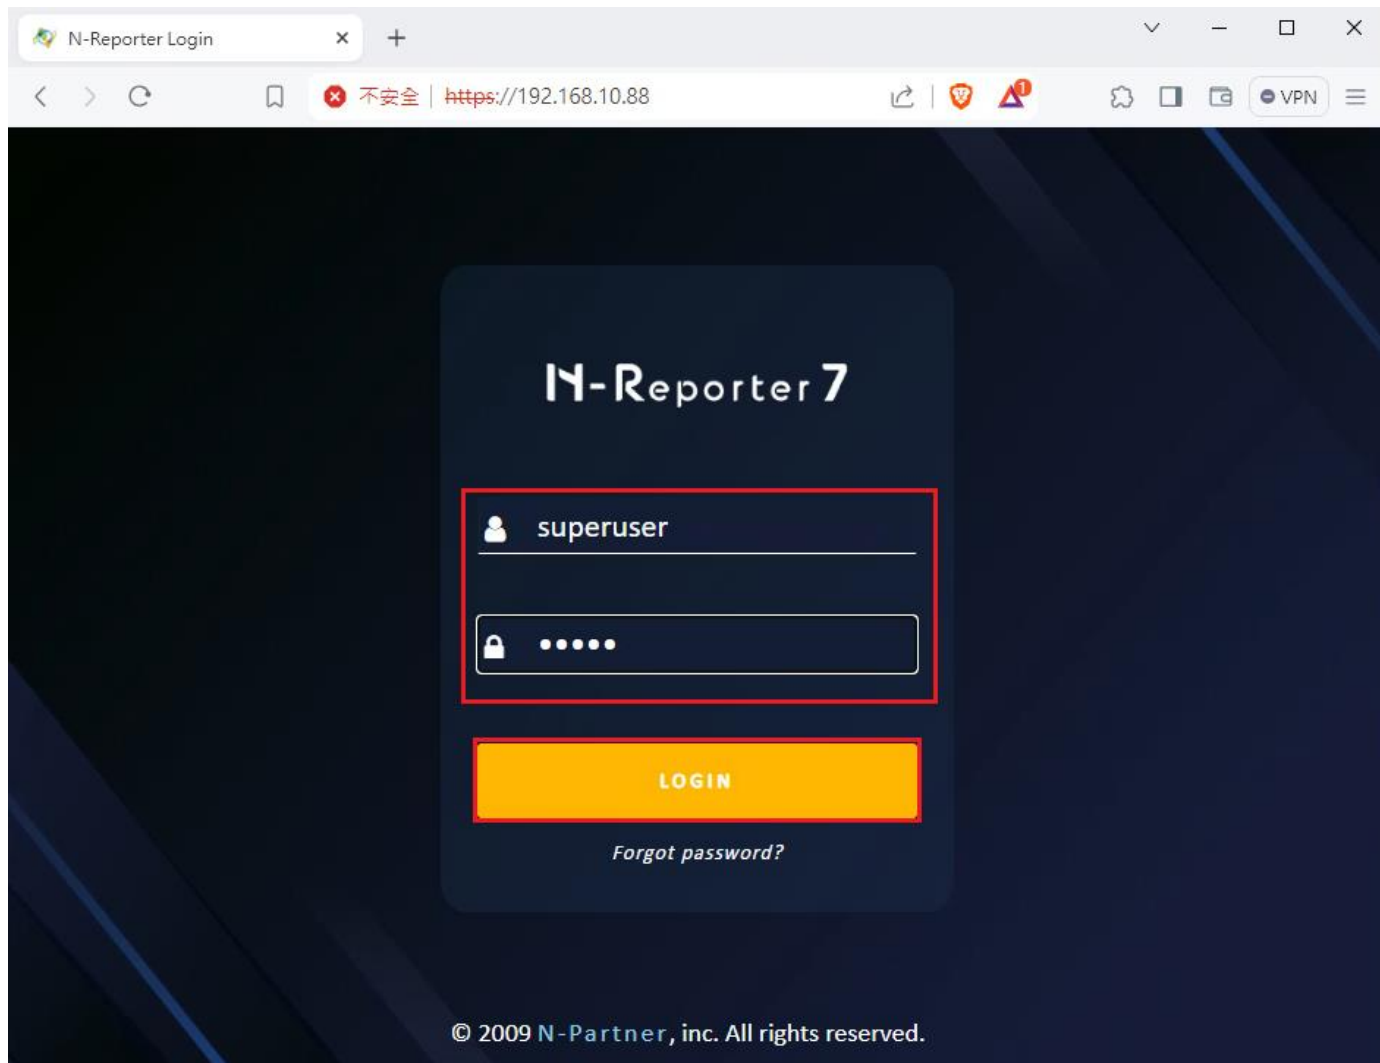 N-Reporter Login
不安全 https://192.168.10.88
1
VPN
N-Reporter 7
superuser
•••••
LOGIN
Forgot password?
© 2009 N-Partner, inc. All rights reserved.